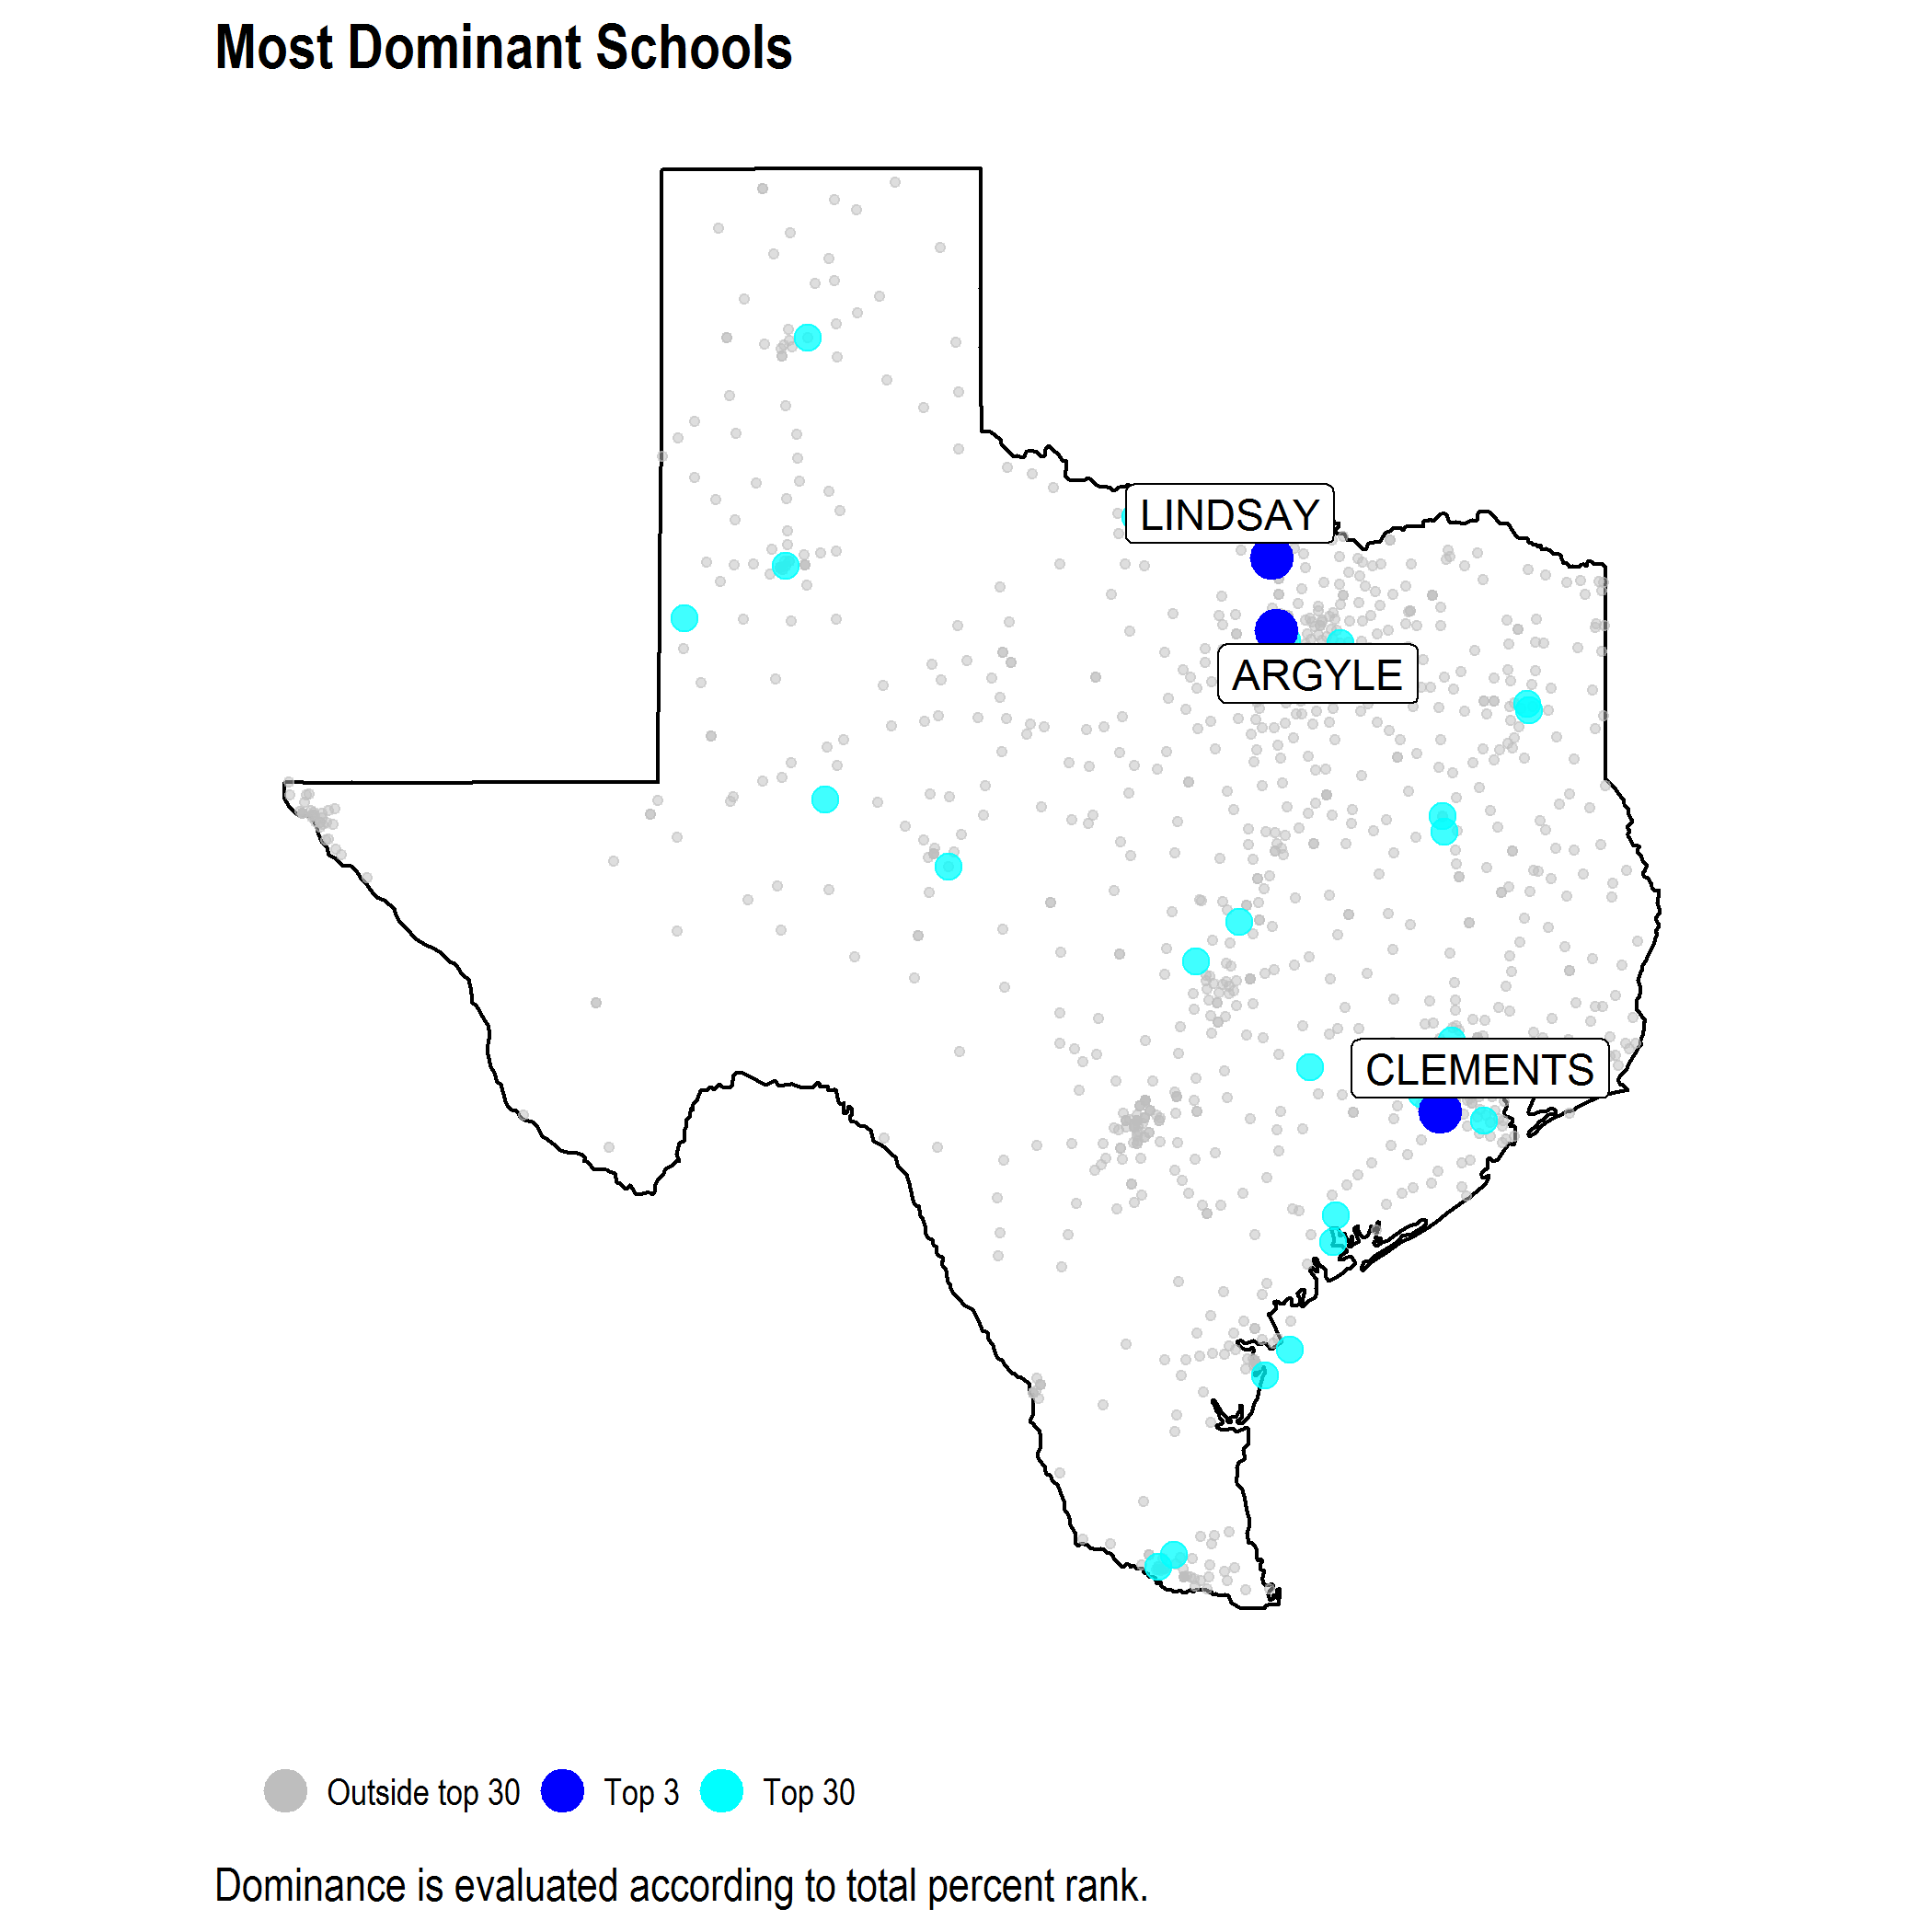 Most Dominant Schools
LINDSAY
ARGYLE
CLEMENTS
Outside top 30 Top 3 Top 30
Dominance is evaluated according to total percent rank.